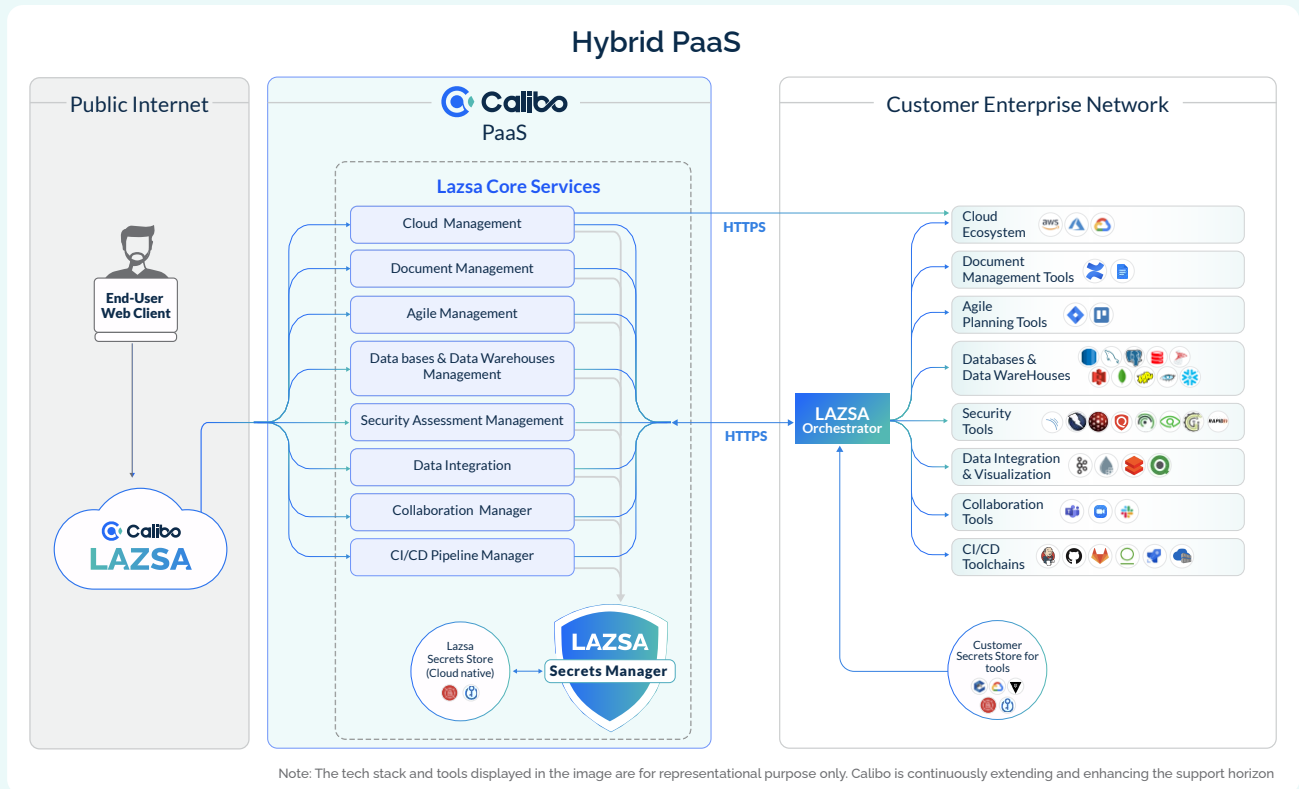 Hybrid PaaS
Public Internet
End-User
Web Client
Calibo
LAZSA
Calibo
PaaS
Lazsa Core Services
Cloud Management
Document Management
Agile Management
Data bases & Data Warehouses
Management
Security Assessment Management
Data Integration
Collaboration Manager
CI/CD Pipeline Manager
Lazsa
Secrets Store
(Cloud native)
LAZSA
Secrets Manager
HTTPS
HTTPS
Customer Enterprise Network
LAZSA
Orchestrator
Cloud
Ecosystem
aws
Document
Management Tools
Agile
Planning Tools
Databases &
Data WareHouses
Security
Tools
Data Integration
& Visualization
Collaboration
Tools
CI/CD
Toolchains
Customer
Secrets Store for
tools
Note: The tech stack and tools displayed in the image are for representational purpose only. Calibo is continuously extending and enhancing the support horizon